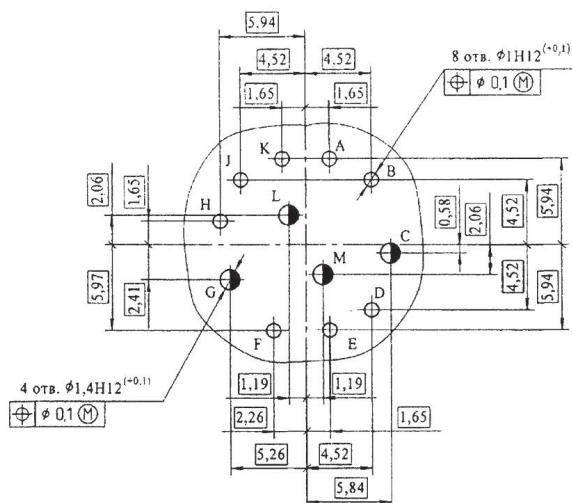 5,94
4,52
4,52
8 отв. ϕ1H12(+0,1)
⌖ ϕ 0,1 Ⓜ
1,65
1,65
K
A
J
B
L
H
C
M
G
D
F
E
2,06
1,65
5,97
2,41
0,58
2,06
4,52
5,94
4,52
5,94
4 отв. ϕ1,4H12(+0,1)
⌖ ϕ 0,1 Ⓜ
1,19
1,19
2,26
1,65
5,26
4,52
5,84